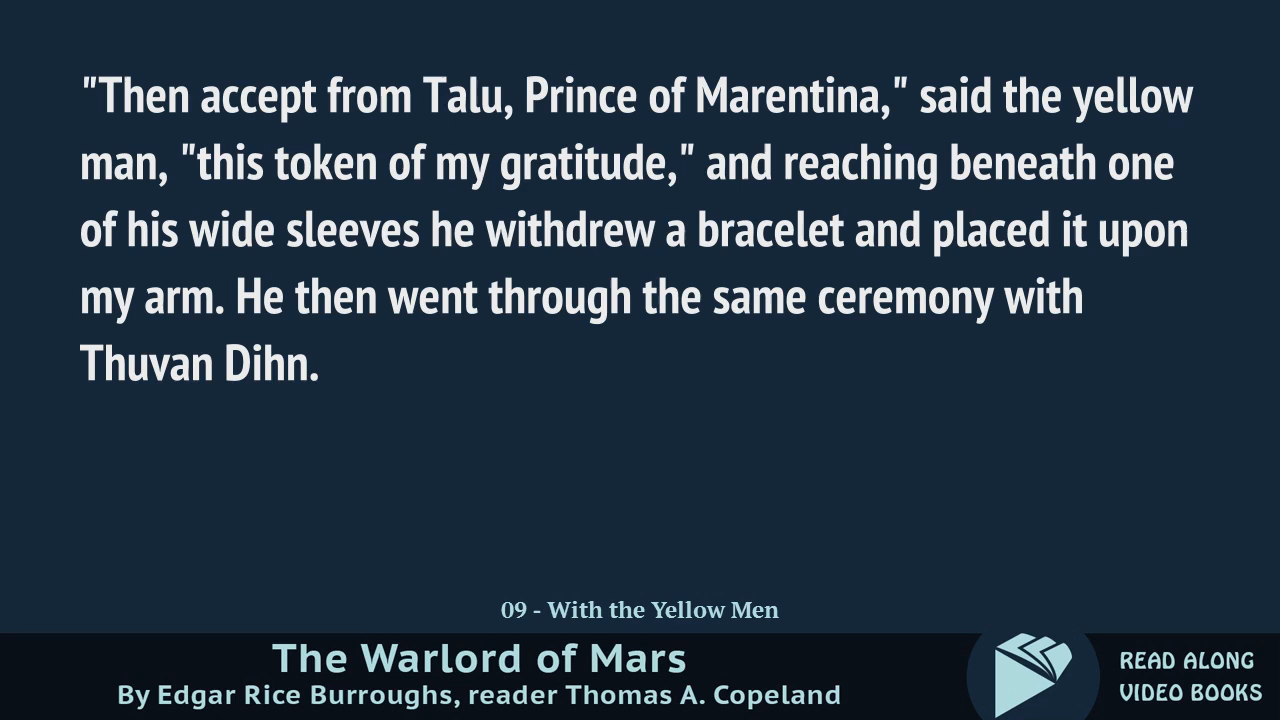 "Then accept from Talu, Prince of Marentina," said the yellow
man, "this token of my gratitude," and reaching beneath one
of his wide sleeves he withdrew a bracelet and placed it upon
my arm. He then went through the same ceremony with
Thuvan Dihn.
09 - With the Yellow Men
The Warlord of Mars
By Edgar Rice Burroughs, reader Thomas A. Copeland
READ ALONG
VIDEO BOOKS